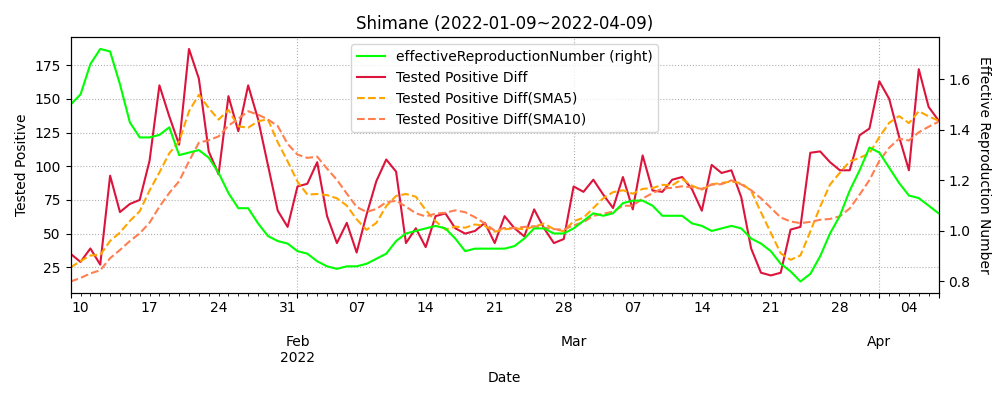 Shimane (2022-01-09~2022-04-09)
effectiveReproductionNumber (right)
Tested Positive Diff
Tested Positive Diff(SMA5)
Tested Positive Diff(SMA10)
Tested Positive
175
150
125
100
75
50
25
1.6
1.4
1.2
1.0
0.8
Effective Reproduction Number
10 17 24 31 07 14 21 28 07 14 21 28 04
Feb Mar Apr
2022
Date